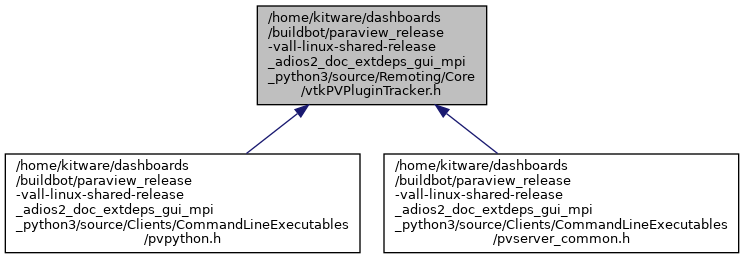 /home/kitware/dashboards
/buildbot/paraview_release
-vall-linux-shared-release
_adios2_doc_extdeps_gui_mpi
_python3/source/Remoting/Core
/vtkPVPluginTracker.h
/home/kitware/dashboards
/buildbot/paraview_release
-vall-linux-shared-release
_adios2_doc_extdeps_gui_mpi
_python3/source/Clients/CommandLineExecutables
/pvpython.h
/home/kitware/dashboards
/buildbot/paraview_release
-vall-linux-shared-release
_adios2_doc_extdeps_gui_mpi
_python3/source/Clients/CommandLineExecutables
/pvserver_common.h